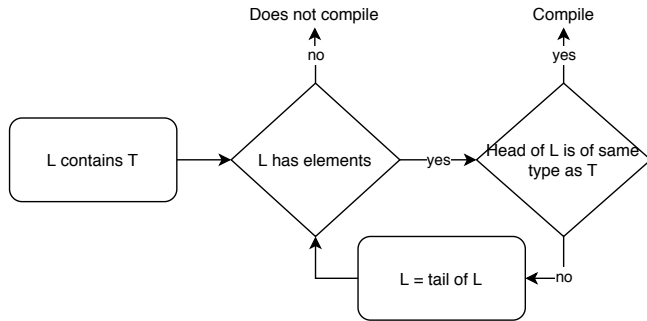 Does not compile
Compile
no
yes
L contains T
L has elements
yes
Head of L is of same
type as T
L = tail of L
no